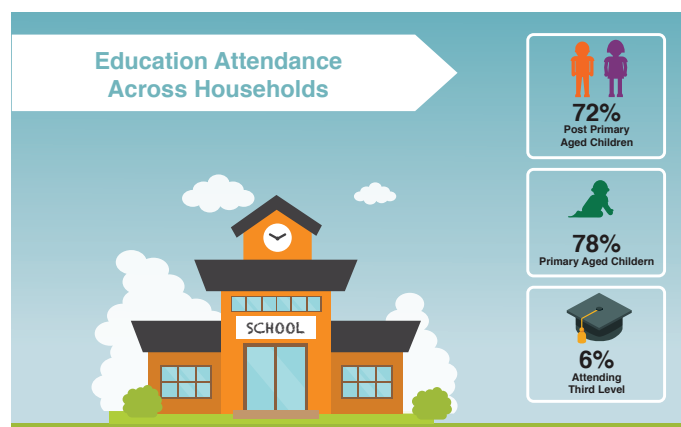 Education Attendance
Across Households
72%
Post Primary
Aged Children
78%
Primary Aged Childern
6%
Attending
Third Level
SCHOOL